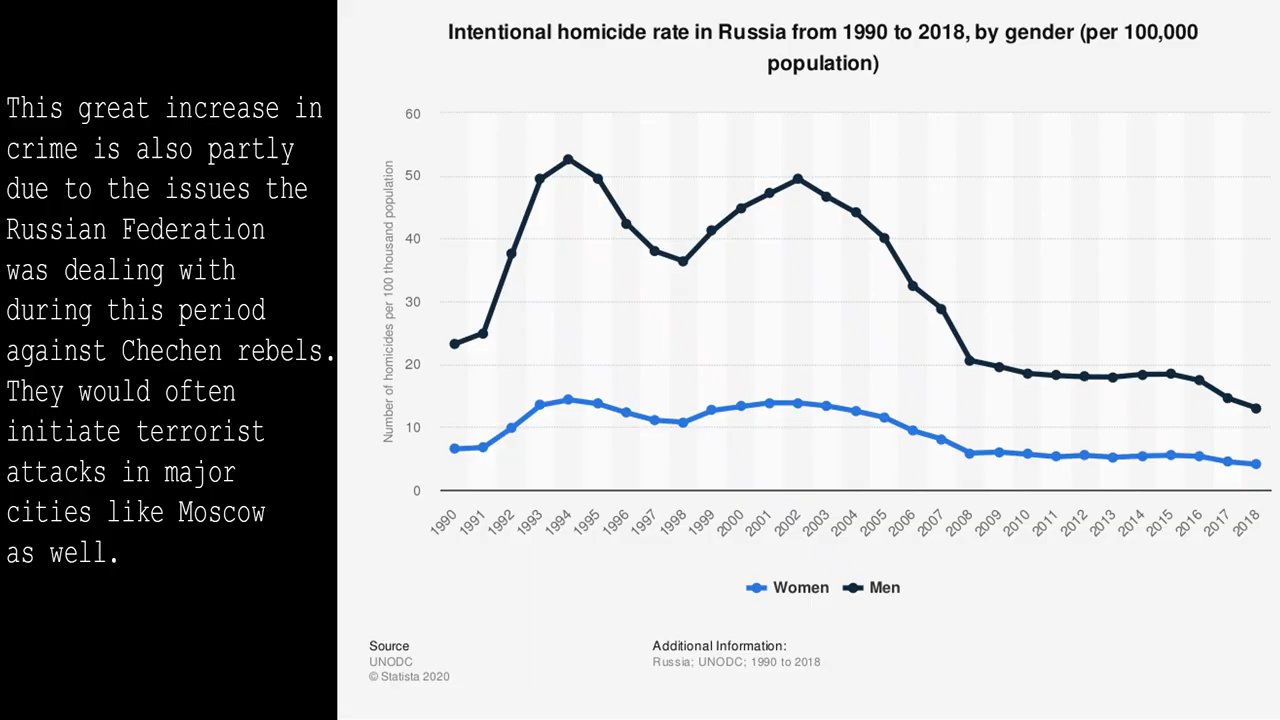 Intentional homicide rate in Russia from 1990 to 2018, by gender (per 100,000
population)
This great increase in
crime is also partly
due to the issues the
Russian Federation
was dealing with
during this period
against Chechen rebels.
They would often
initiate terrorist
attacks in major
cities like Moscow
as well.
Number of homicides per 100 thousand population
60
50
40
30
20
10
0
1990 1991 1992 1993 1994 1995 1996 1997 1998 1999 2000 2001 2002 2003 2004 2005 2006 2007 2008 2009 2010 2011 2012 2013 2014 2015 2016 2017 2018
Women Men
Source
UNODC
© Statista 2020
Additional Information:
Russia; UNODC; 1990 to 2018